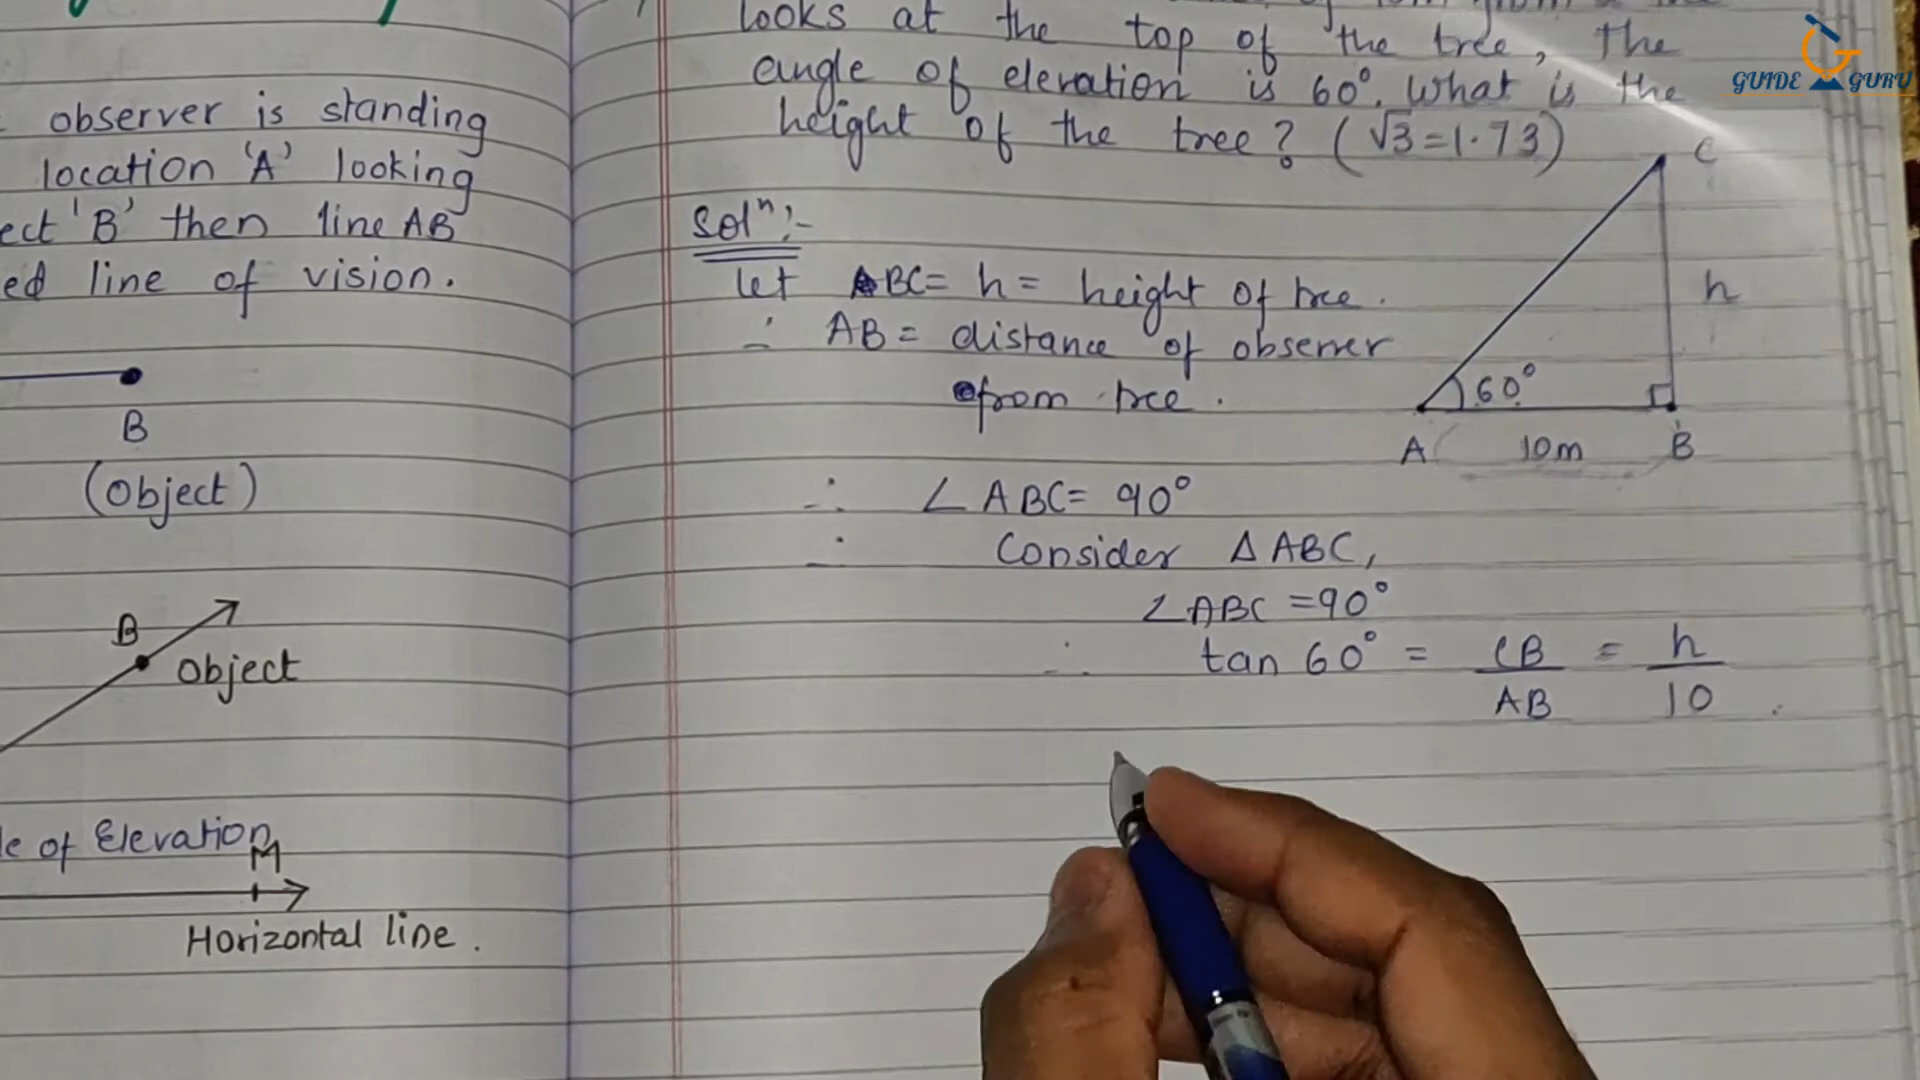 observer is standing
location 'A' looking
'B' then line AB
line of vision.
B
(Object)
B
Object
of Elevation
M
Horizontal line.
looks at the top of the tree, the
angle of elevation is 60°. What is the
height of the tree? (√3=1.73)
Solⁿ:-
let BC= h = height of tree.
∴ AB = distance of observer
from tree.
∴ ∠ABC= 90°
∴ Consider ΔABC,
∠ABC =90°
∴ tan 60° = CB/AB = h/10
C
h
60°
A 10m B
GUIDE GURU